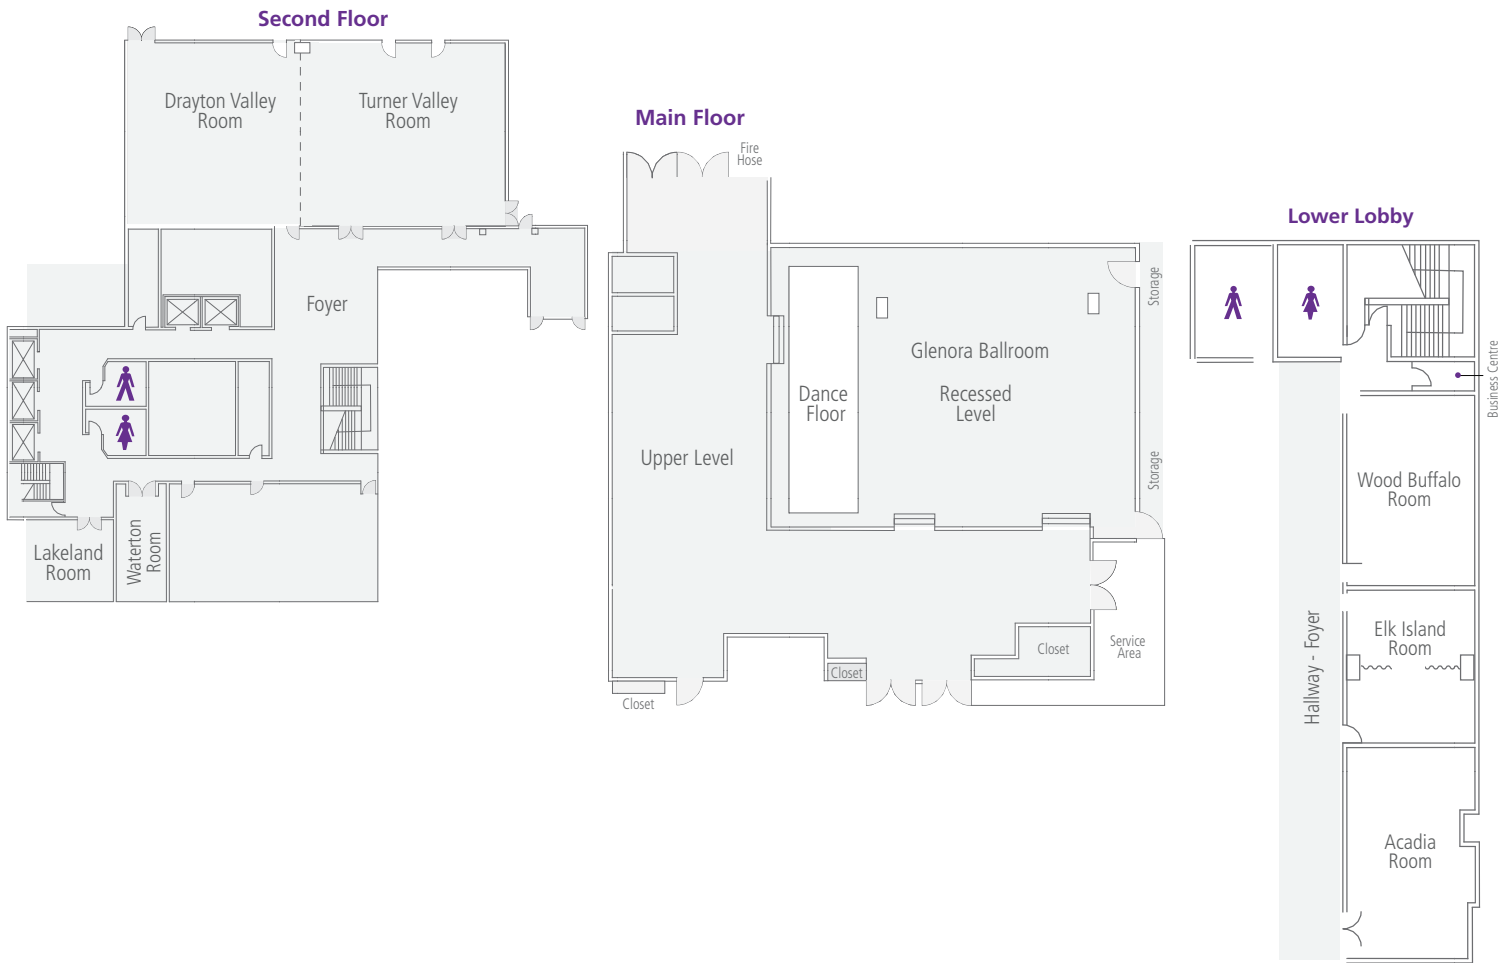 Second Floor
Drayton Valley
Room
Turner Valley
Room
Foyer
Lakeland
Room
Waterton
Room
Main Floor
Fire
Hose
Storage
Glenora Ballroom
Recessed
Level
Dance
Floor
Upper Level
Storage
Service
Area
Closet
Closet
Closet
Lower Lobby
Business Centre
Wood Buffalo
Room
Hallway - Foyer
Elk Island
Room
Acadia
Room